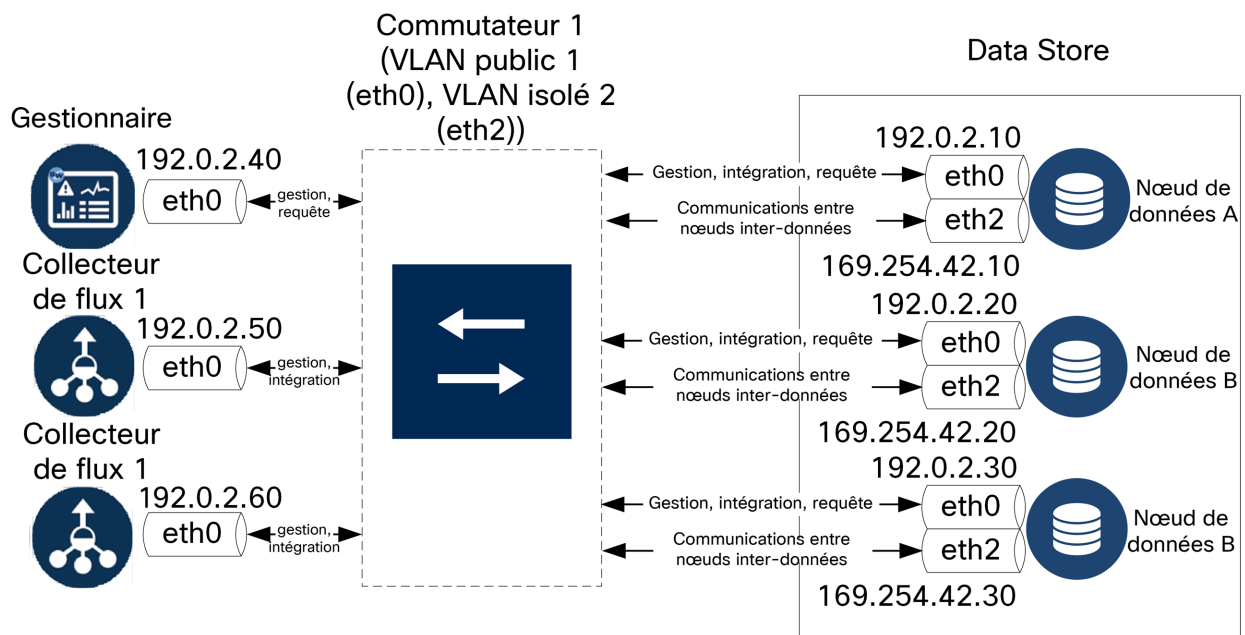 Commutateur 1
(VLAN public 1
(eth0), VLAN isolé 2
(eth2))
Data Store
Gestionnaire
192.0.2.40
eth0
gestion,
requête
Collecteur
de flux 1
192.0.2.50
eth0
gestion,
intégration
Collecteur
de flux 1
192.0.2.60
eth0
gestion,
intégration
Gestion, intégration, requête
Communications entre
nœuds inter-données
192.0.2.10
eth0
eth2
169.254.42.10
Nœud de
données A
Gestion, intégration, requête
Communications entre
nœuds inter-données
192.0.2.20
eth0
eth2
169.254.42.20
Nœud de
données B
Gestion, intégration, requête
Communications entre
nœuds inter-données
192.0.2.30
eth0
eth2
169.254.42.30
Nœud de
données B